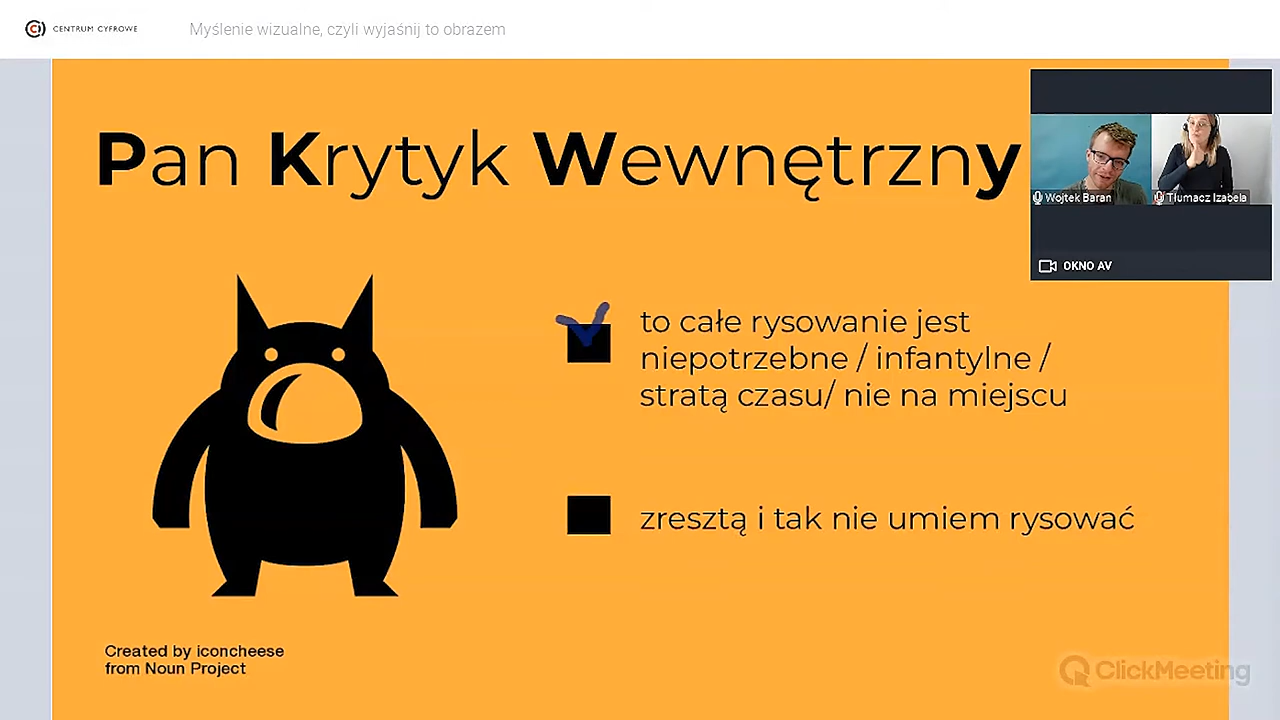 CENTRUM CYFROWE
Myślenie wizualne, czyli wyjaśnij to obrazem
Pan Krytyk Wewnętrzny
Wojtek Baran
Tłumacz Izabela
OKNO AV
to całe rysowanie jest
niepotrzebne / infantylne /
stratą czasu/ nie na miejscu
zresztą i tak nie umiem rysować
Created by iconcheese
from Noun Project
ClickMeeting